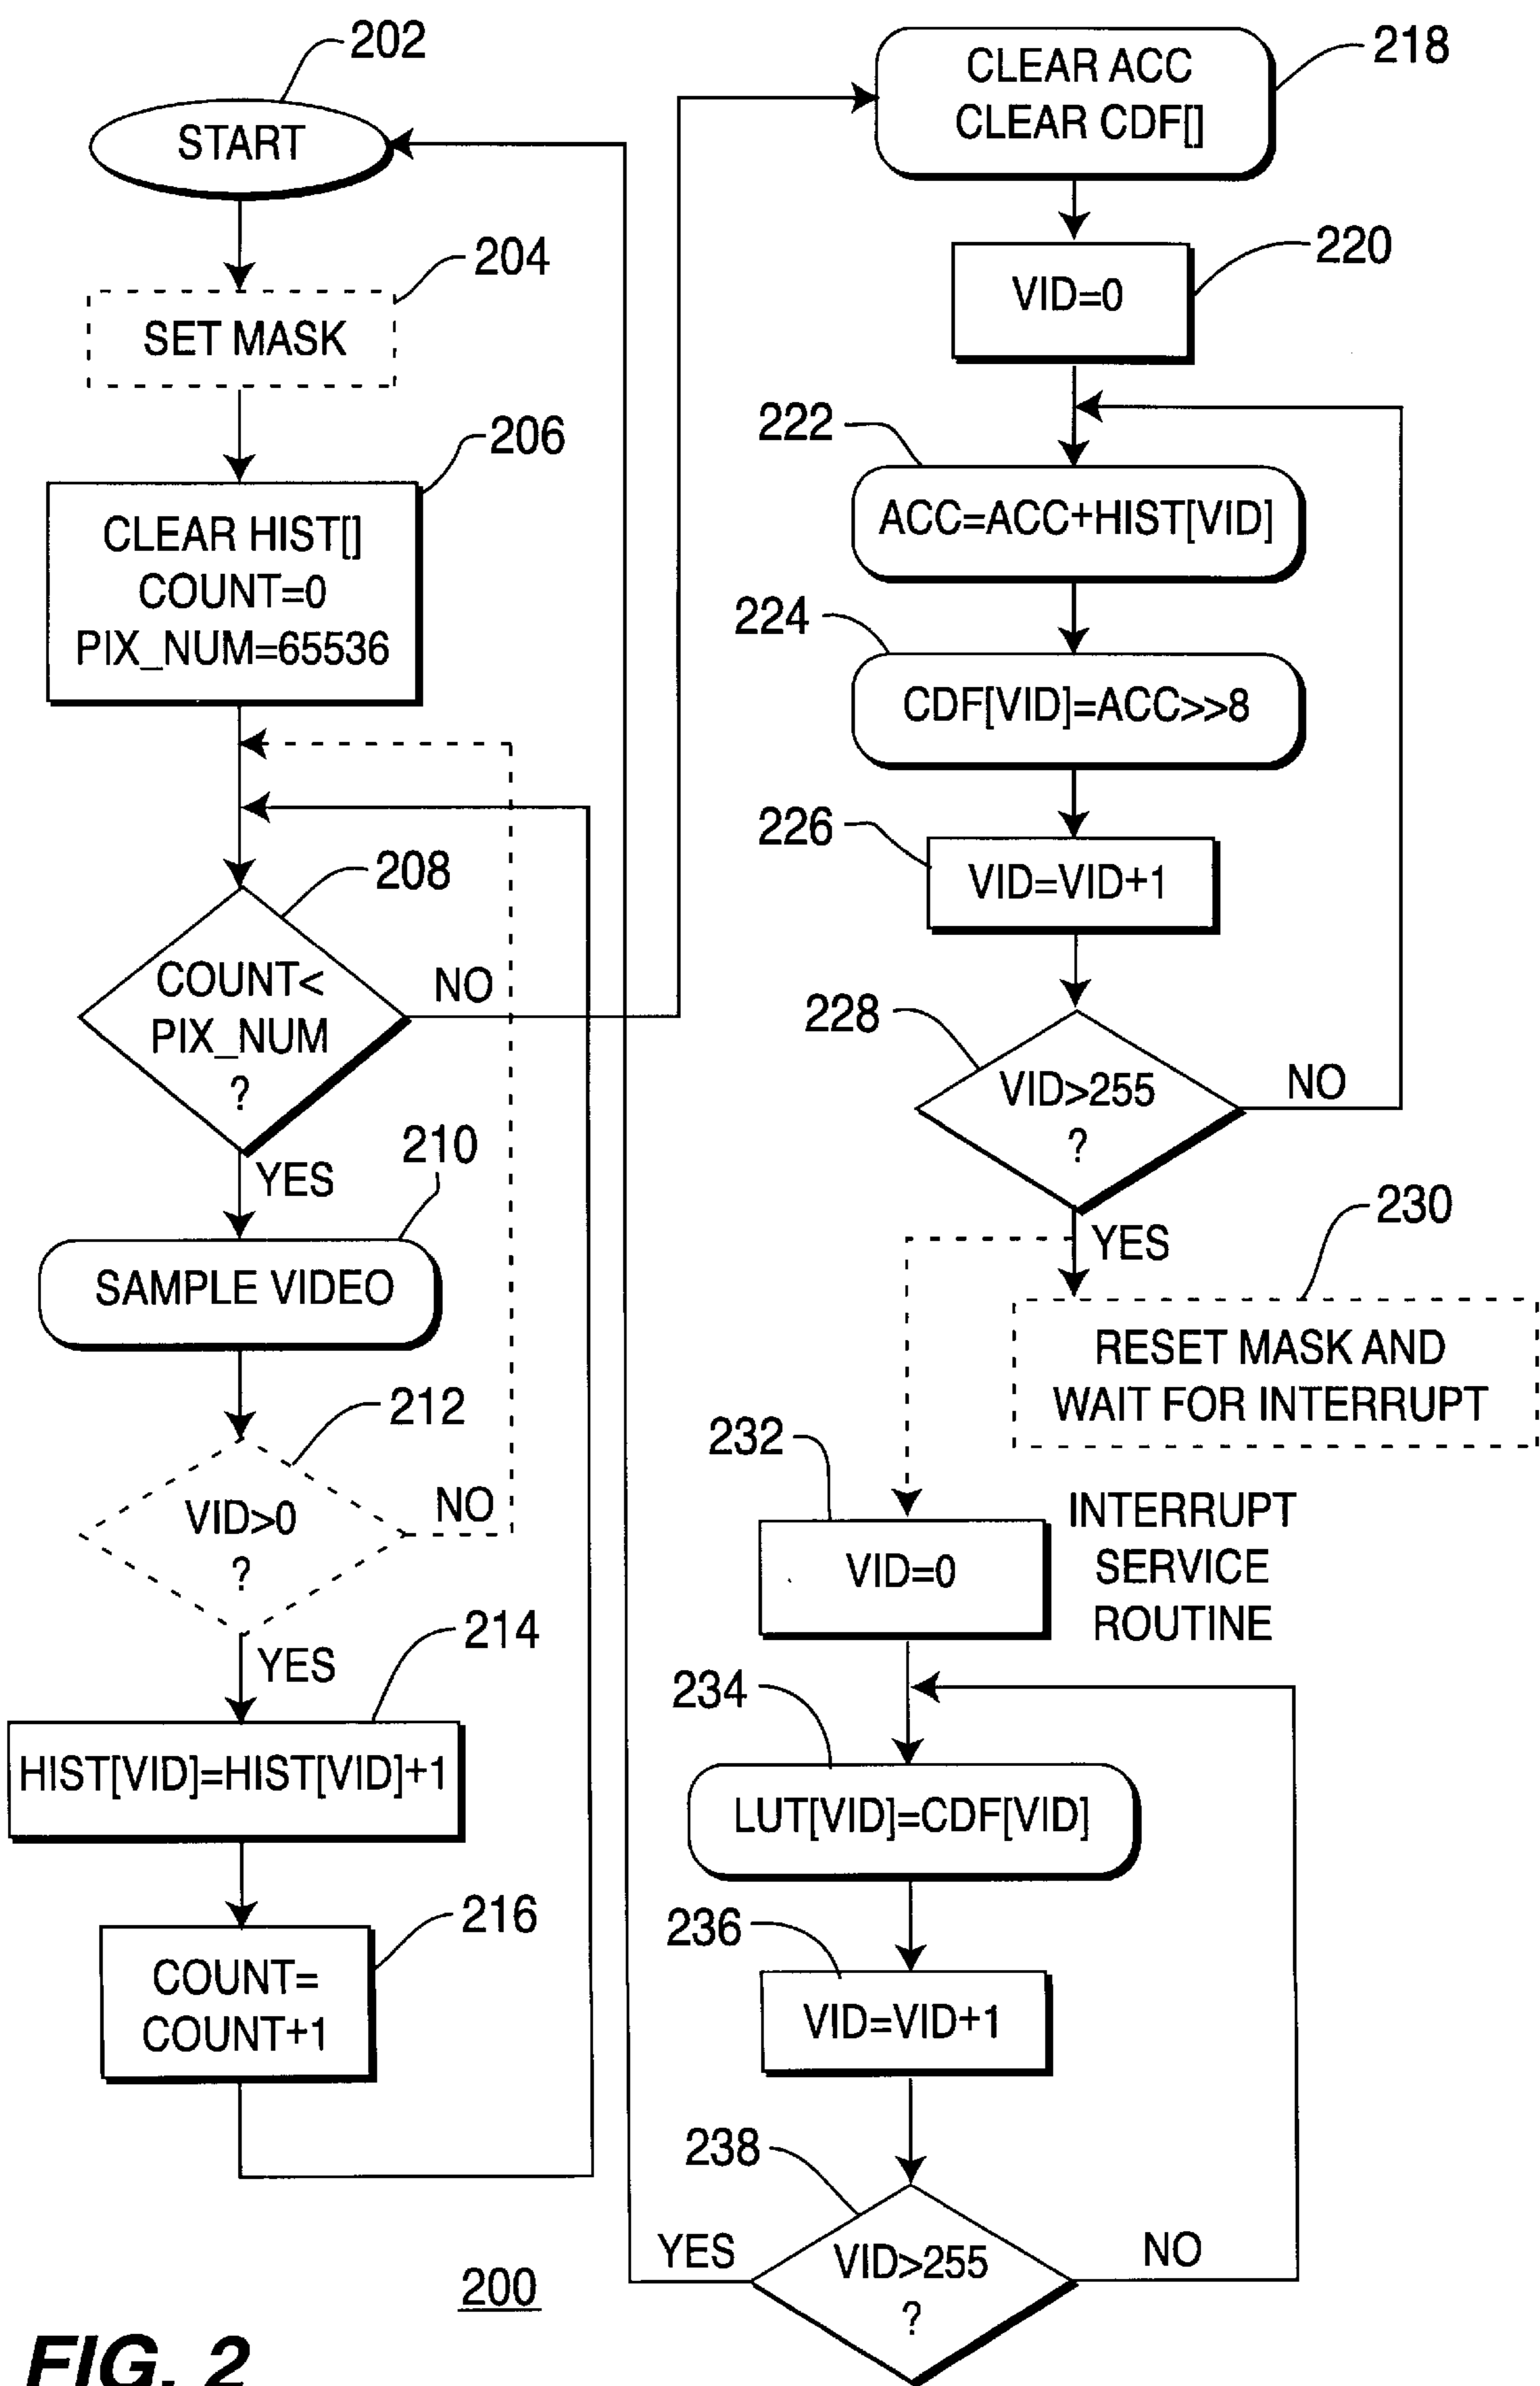 202
START
204
SET MASK
206
CLEAR HIST[]
COUNT=0
PIX_NUM=65536
208
COUNT<
PIX_NUM
?
NO
YES
210
SAMPLE VIDEO
212
VID>0
?
NO
YES
214
HIST[VID]=HIST[VID]+1
216
COUNT=
COUNT+1
218
CLEAR ACC
CLEAR CDF[]
220
VID=0
222
ACC=ACC+HIST[VID]
224
CDF[VID]=ACC>>8
226
VID=VID+1
228
VID>255
?
NO
YES
230
RESET MASK AND
WAIT FOR INTERRUPT
232
VID=0
INTERRUPT
SERVICE
ROUTINE
234
LUT[VID]=CDF[VID]
236
VID=VID+1
238
VID>255
?
YES
NO
200
FIG. 2